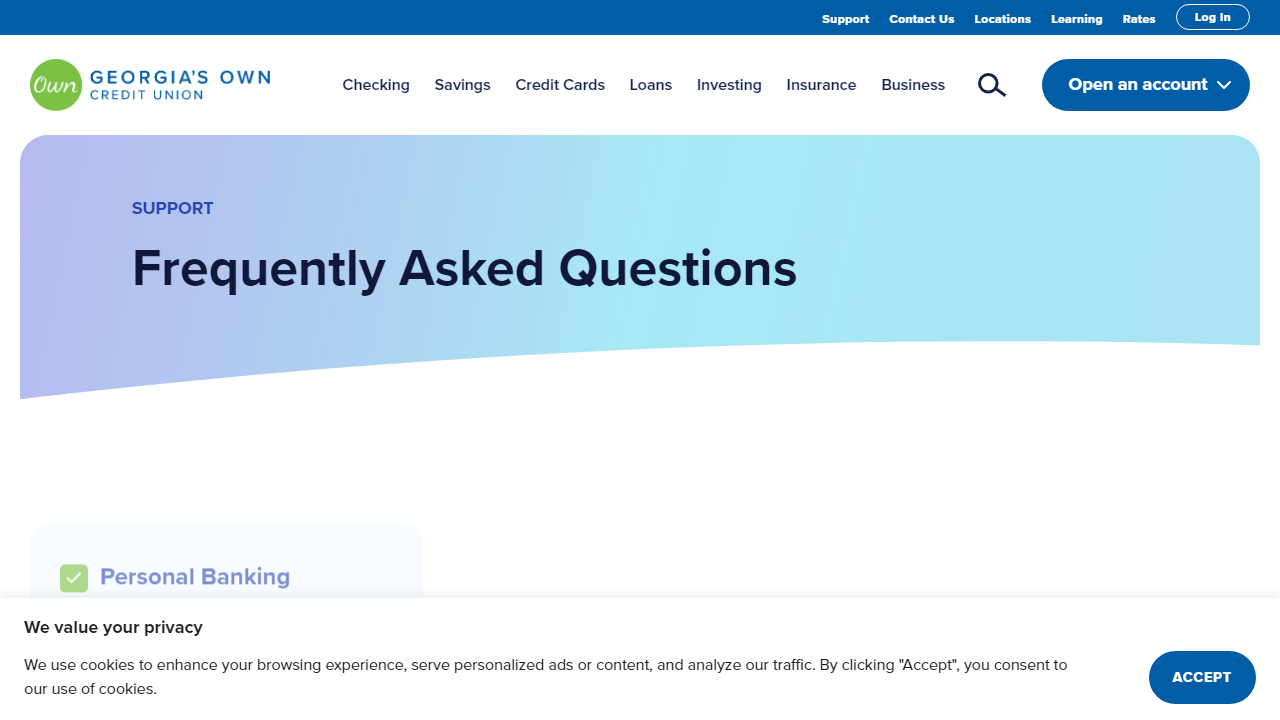 Support Contact Us Locations Learning Rates Log In
Own GEORGIA'S OWN
CREDIT UNION
Checking Savings Credit Cards Loans Investing Insurance Business Open an account
SUPPORT
Frequently Asked Questions
Personal Banking
We value your privacy
We use cookies to enhance your browsing experience, serve personalized ads or content, and analyze our traffic. By clicking "Accept", you consent to
our use of cookies.
ACCEPT